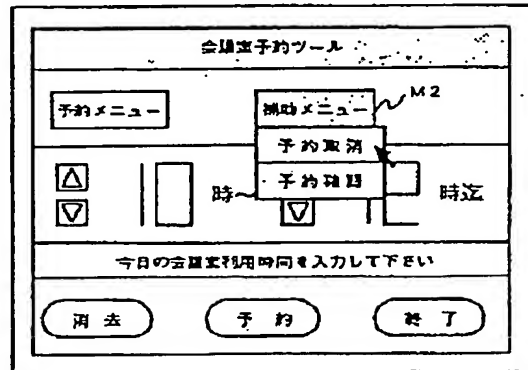 会議室予約ツール
予約メニュー
補助メニュー
M2
予約取消
予約確認
時~
時迄
今日の会議室利用時間を入力して下さい
消去
予約
終了